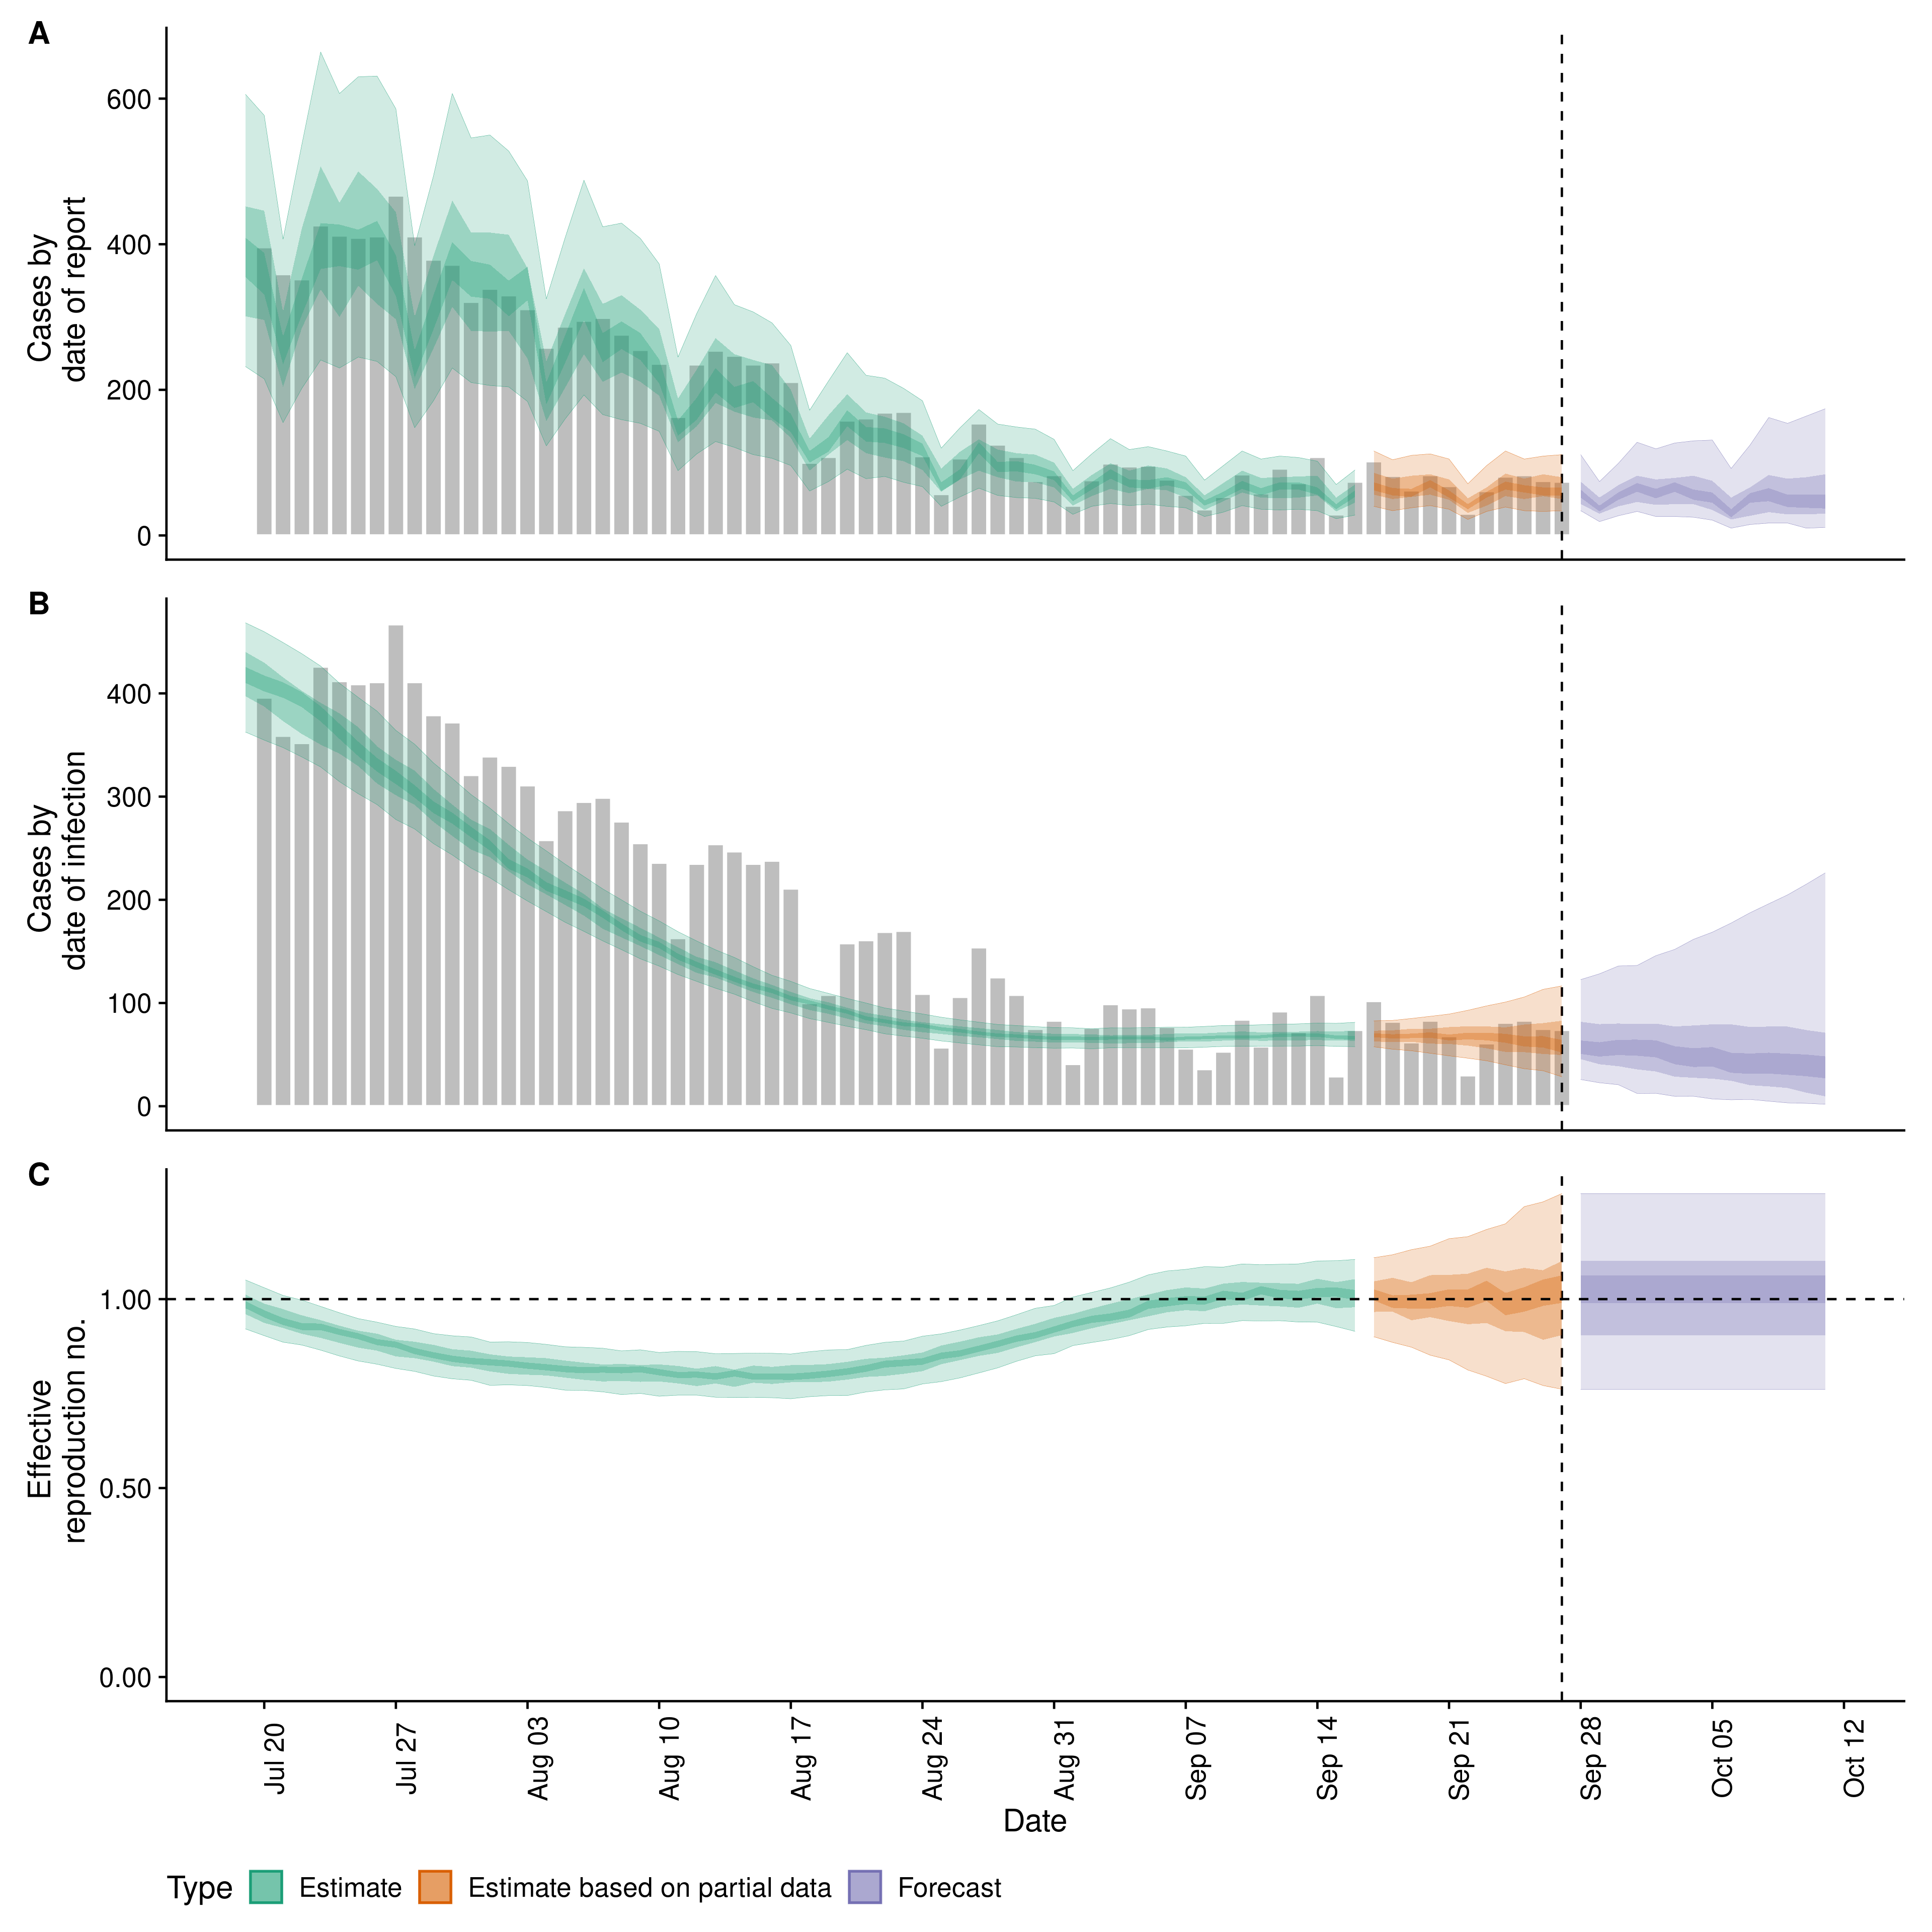 A
Cases by
date of report
600
400
200
0
B
Cases by
date of infection
400
300
200
100
0
C
Effective
reproduction no.
1.00
0.50
0.00
Jul 20
Jul 27
Aug 03
Aug 10
Aug 17
Aug 24
Aug 31
Sep 07
Sep 14
Sep 21
Sep 28
Oct 05
Oct 12
Date
Type Estimate Estimate based on partial data Forecast